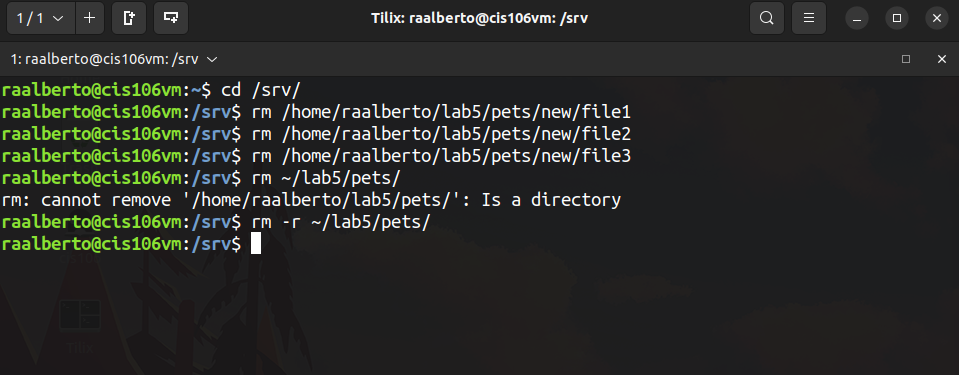 1 / 1
Tilix: raalberto@cis106vm: /srv
1: raalberto@cis106vm: /srv
raalberto@cis106vm:~$ cd /srv/
raalberto@cis106vm:/srv$ rm /home/raalberto/lab5/pets/new/file1
raalberto@cis106vm:/srv$ rm /home/raalberto/lab5/pets/new/file2
raalberto@cis106vm:/srv$ rm /home/raalberto/lab5/pets/new/file3
raalberto@cis106vm:/srv$ rm ~/lab5/pets/
rm: cannot remove '/home/raalberto/lab5/pets/': Is a directory
raalberto@cis106vm:/srv$ rm -r ~/lab5/pets/
raalberto@cis106vm:/srv$